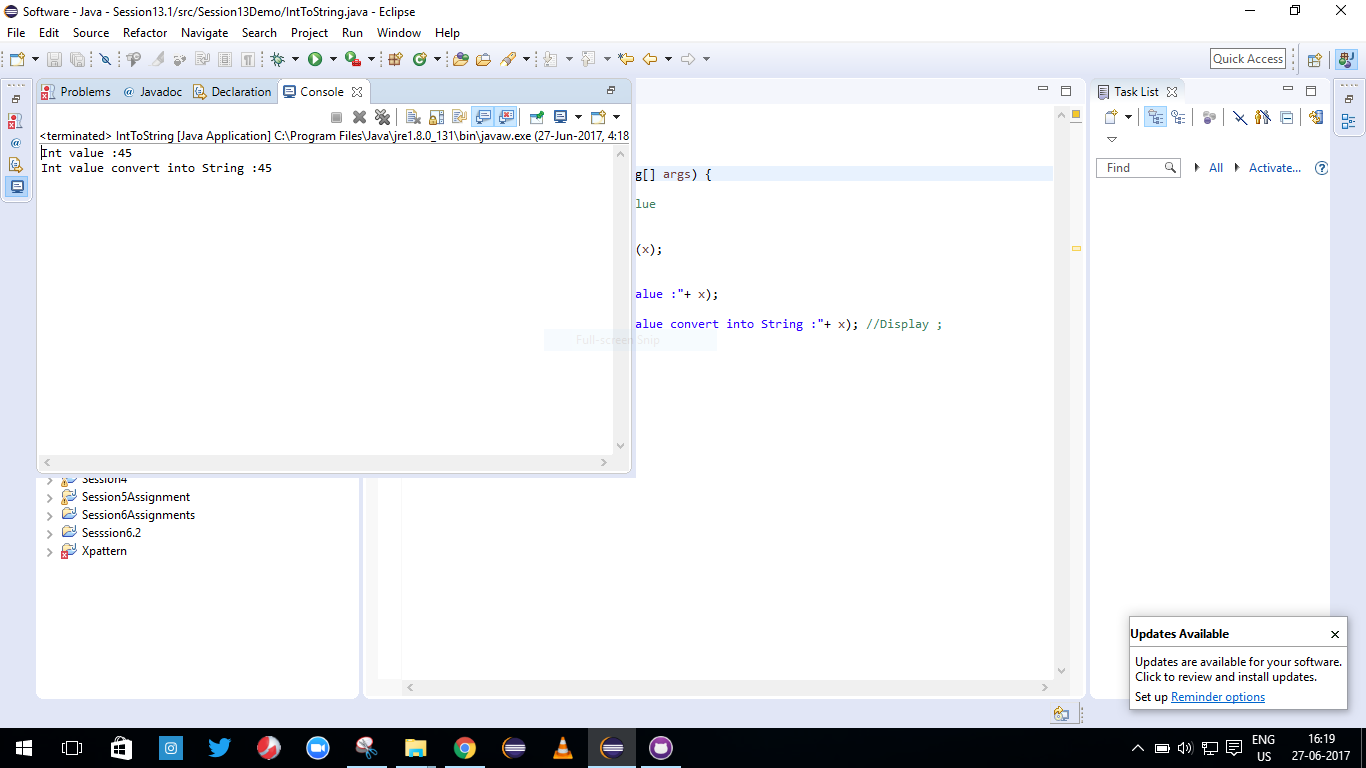 Software - Java - Session13.1/src/Session13Demo/IntToString.java - Eclipse
File Edit Source Refactor Navigate Search Project Run Window Help
Quick Access
Problems @ Javadoc Declaration Console
Task List
<terminated> IntToString [Java Application] C:\Program Files\Java\jre1.8.0_131\bin\javaw.exe (27-Jun-2017, 4:18
Int value :45
Int value convert into String :45
g[] args) {
lue
(x);
alue :"+ x);
alue convert into String :"+ x); //Display ;
Full-screen Snip
Find All Activate... ?
Session4
Session5Assignment
Session6Assignments
Sesssion6.2
Xpattern
Updates Available
Updates are available for your software.
Click to review and install updates.
Set up Reminder options
ENG
US
16:19
27-06-2017